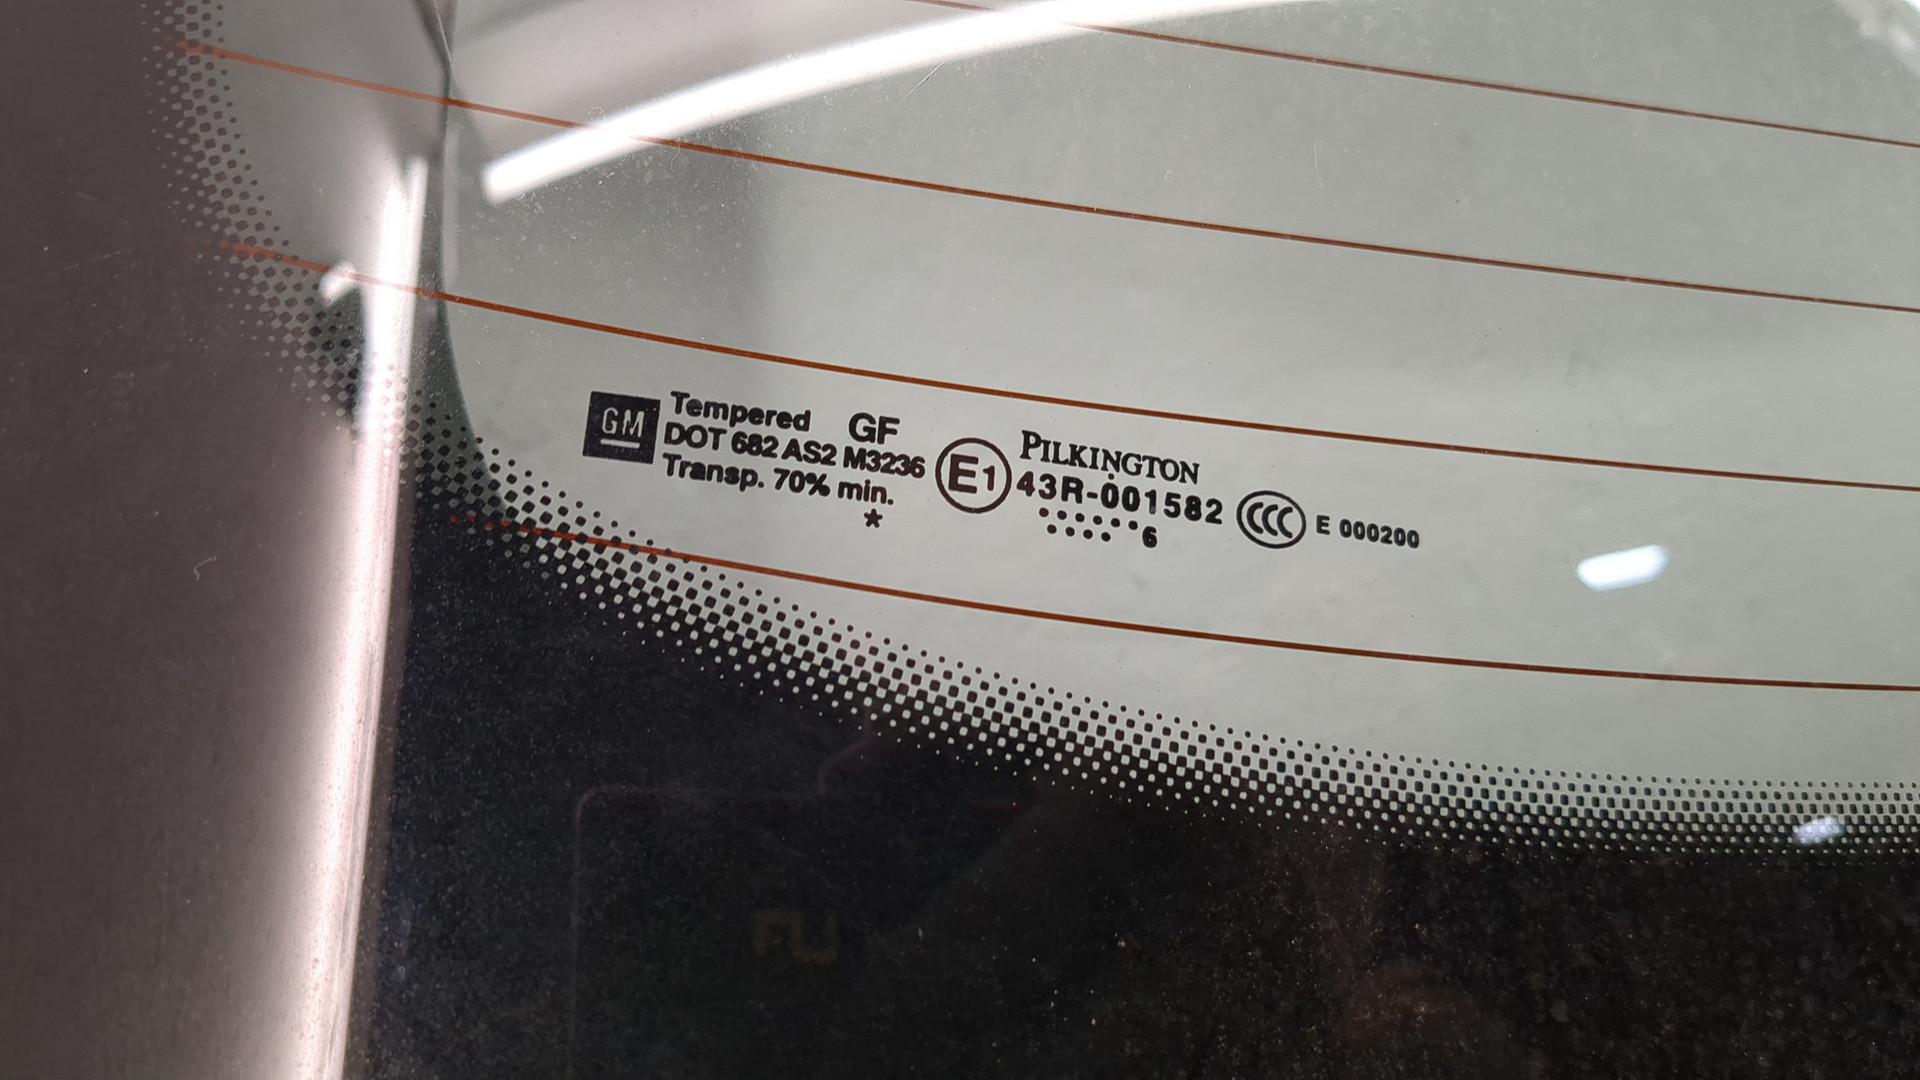 GM
Tempered GF
DOT 682 AS2 M3236
Transp. 70% min.
*
E1
PILKINGTON
43R-001582
6
CCC
E 000200